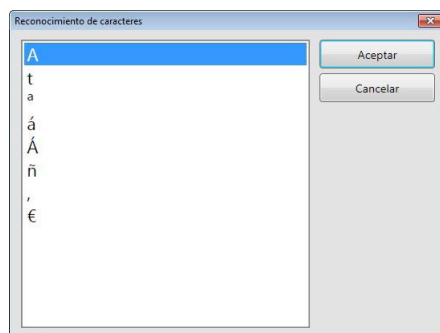 Reconocimiento de caracteres
A
t
ª
á
Á
ñ
,
€
Aceptar
Cancelar